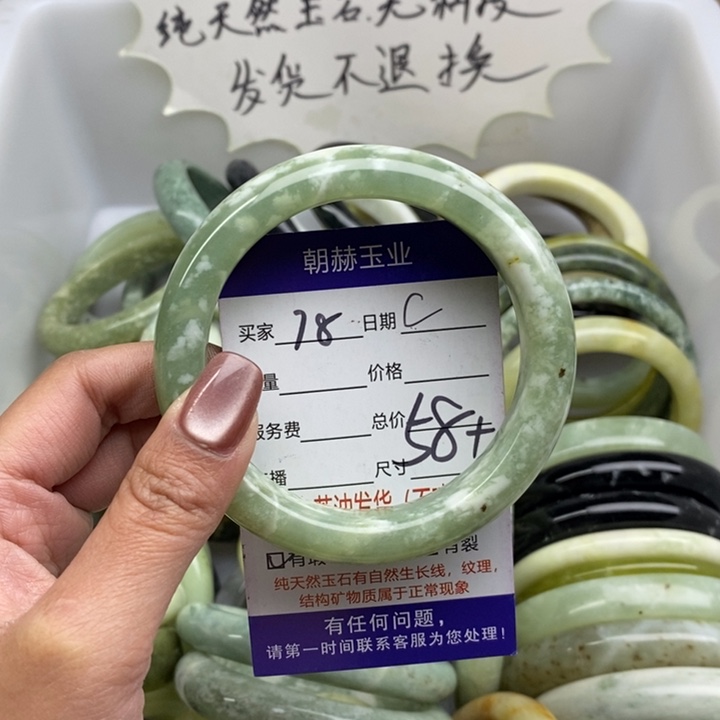 纯天然玉石.无
发货不退换
朝赫玉业
买家 78 日期 C
量 价格
服务费 总价
58+
播 尺寸
纯天然玉石有自然生长线，纹理，
结构矿物质属于正常现象
有任何问题，
请第一时间联系客服为您处理！